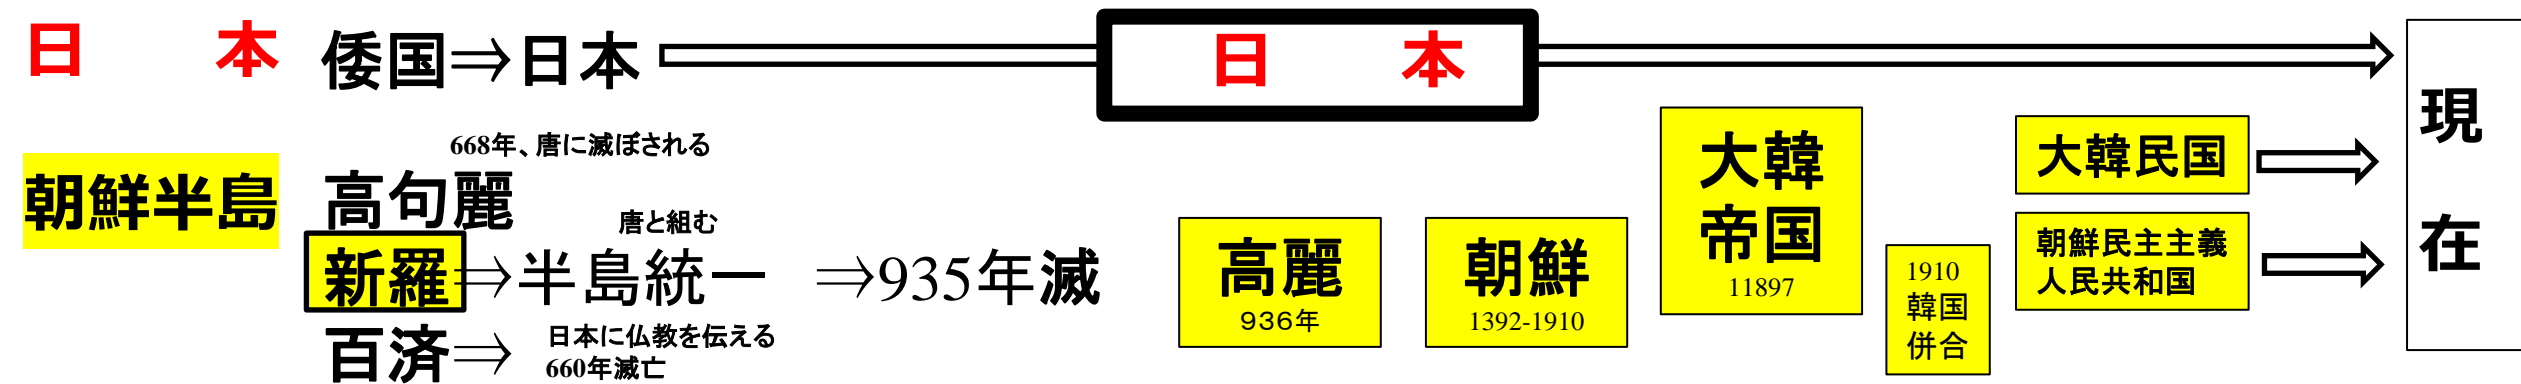 日　本 倭国⇒日本
日　本
現在
朝鮮半島
668年、唐に滅ぼされる
高句麗
唐と組む
新羅⇒半島統一 ⇒935年滅
百済⇒
日本に仏教を伝える
660年滅亡
高麗
936年
朝鮮
1392-1910
大韓
帝国
11897
1910
韓国
併合
大韓民国
朝鮮民主主義
人民共和国